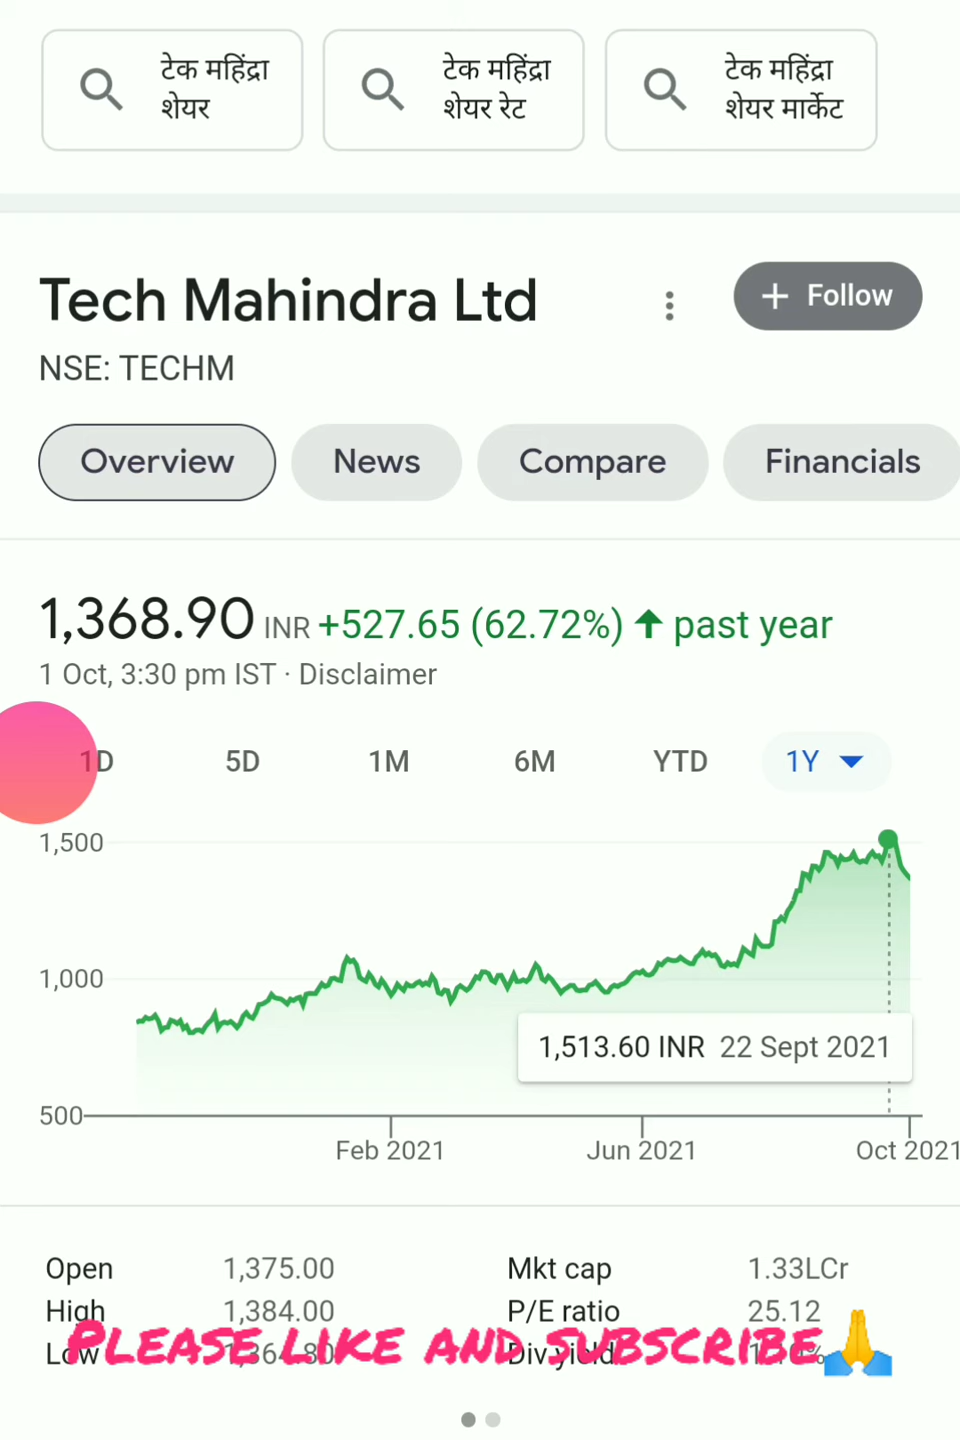 टेक महिंद्रा
शेयर
टेक महिंद्रा
शेयर रेट
टेक महिंद्रा
शेयर मार्केट
Tech Mahindra Ltd
+ Follow
NSE: TECHM
Overview News Compare Financials
1,368.90 INR +527.65 (62.72%) ↑ past year
1 Oct, 3:30 pm IST · Disclaimer
1D 5D 1M 6M YTD 1Y
1,500
1,000
1,513.60 INR 22 Sept 2021
500
Feb 2021 Jun 2021 Oct 2021
Open 1,375.00 Mkt cap 1.33LCr
High 1,384.00 P/E ratio 25.12
Low Div yield
PLEASE LIKE AND SUBSCRIBE🙏